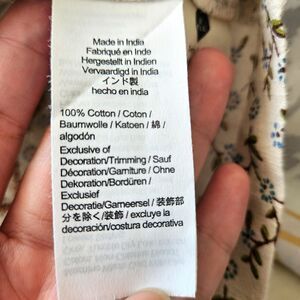 Made in India
Fabriqué en Inde
Hergestellt in Indien
Vervaardigd in India
インド製
hecho en india
100% Cotton / Coton /
Baumwolle / Katoen / 綿 /
algodón
Exclusive of
Decoration/Trimming / Sauf
Décoration/Garniture / Ohne
Dekoration/Bordüren /
Exclusief
Decoratie/Garneersel / 装飾部
分を除く/装飾 / excluye la
decoración/costura decorativa